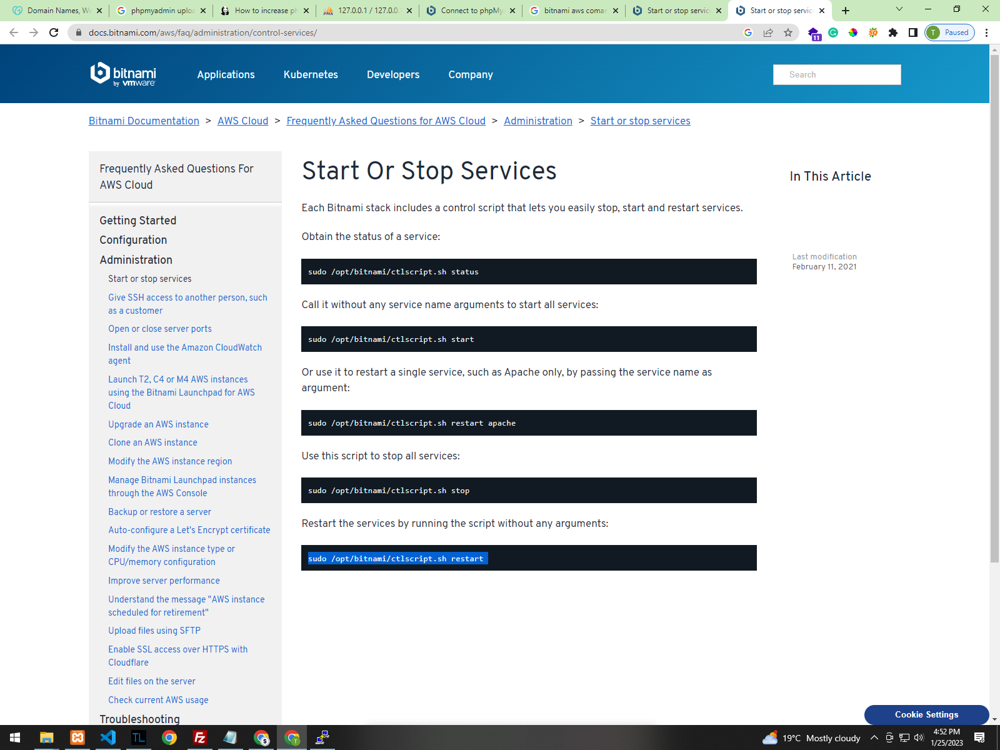 Domain Names, We
phpmyadmin uploa
How to increase ph
127.0.0.1 / 127.0.0.
Connect to phpMy
bitnami aws coman
Start or stop service
Start or stop service
docs.bitnami.com/aws/faq/administration/control-services/
11
T Paused
bitnami
by vmware
Applications
Kubernetes
Developers
Company
Search
Bitnami Documentation > AWS Cloud > Frequently Asked Questions for AWS Cloud > Administration > Start or stop services
Frequently Asked Questions For
AWS Cloud
Getting Started
Configuration
Administration
Start or stop services
Give SSH access to another person, such
as a customer
Open or close server ports
Install and use the Amazon CloudWatch
agent
Launch T2, C4 or M4 AWS instances
using the Bitnami Launchpad for AWS
Cloud
Upgrade an AWS instance
Clone an AWS instance
Modify the AWS instance region
Manage Bitnami Launchpad instances
through the AWS Console
Backup or restore a server
Auto-configure a Let's Encrypt certificate
Modify the AWS instance type or
CPU/memory configuration
Improve server performance
Understand the message "AWS instance
scheduled for retirement"
Upload files using SFTP
Enable SSL access over HTTPS with
Cloudflare
Edit files on the server
Check current AWS usage
Troubleshooting
Start Or Stop Services
Each Bitnami stack includes a control script that lets you easily stop, start and restart services.
Obtain the status of a service:
sudo /opt/bitnami/ctlscript.sh status
Call it without any service name arguments to start all services:
sudo /opt/bitnami/ctlscript.sh start
Or use it to restart a single service, such as Apache only, by passing the service name as
argument:
sudo /opt/bitnami/ctlscript.sh restart apache
Use this script to stop all services:
sudo /opt/bitnami/ctlscript.sh stop
Restart the services by running the script without any arguments:
sudo /opt/bitnami/ctlscript.sh restart
In This Article
Last modification
February 11, 2021
Cookie Settings
TL
19°C Mostly cloudy
4:52 PM
1/25/2023